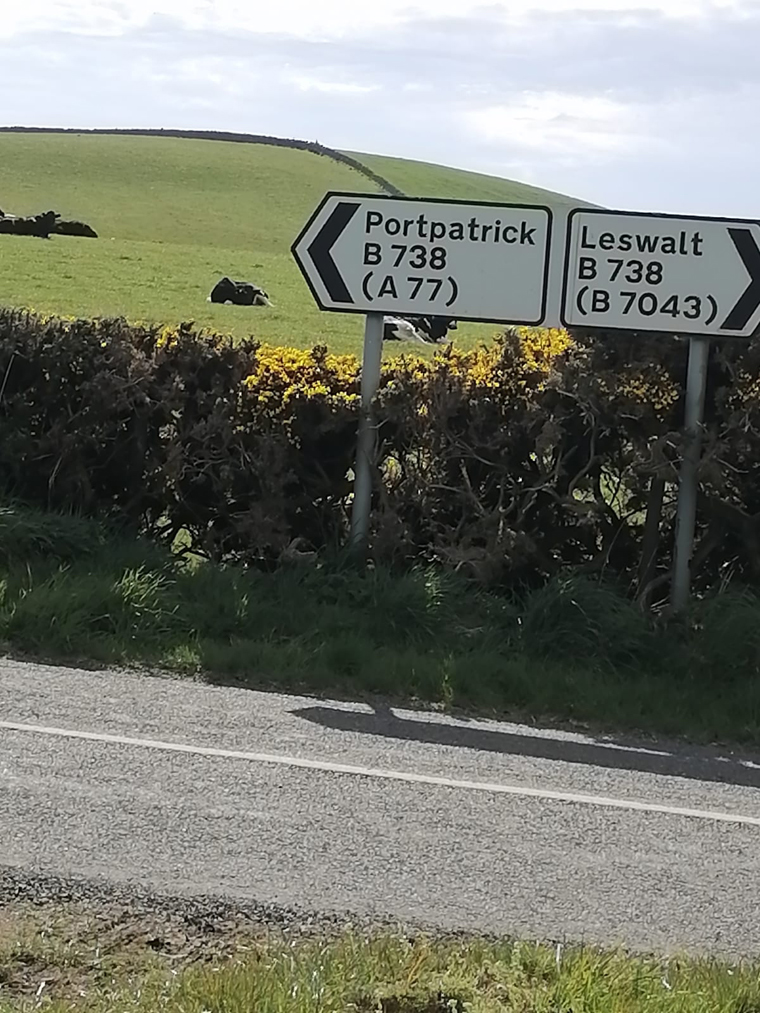 Portpatrick
B 738
(A 77)
Leswalt
B 738
(B 7043)